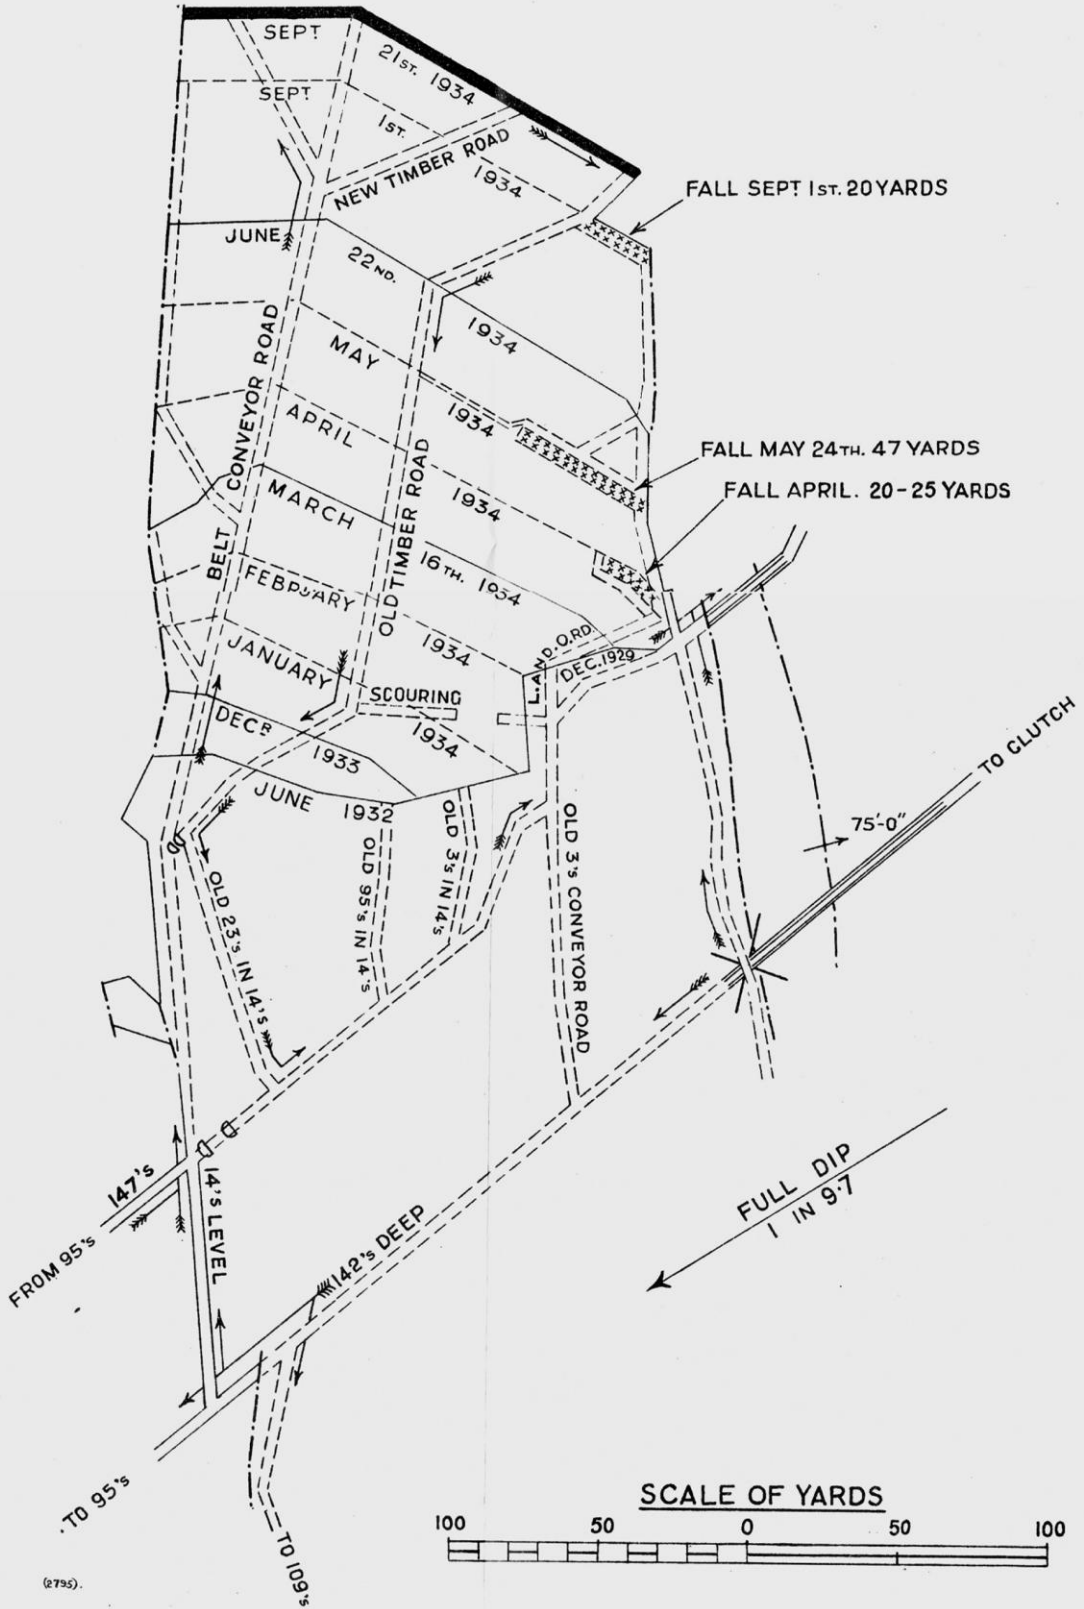 SEPT
21ST. 1934
SEPT
1ST.
1934
NEW TIMBER ROAD
FALL SEPT 1ST. 20 YARDS
JUNE
22ND.
1934
BELT CONVEYOR ROAD
MAY
1934
APRIL
1934
OLD TIMBER ROAD
FALL MAY 24TH. 47 YARDS
FALL APRIL. 20-25 YARDS
MARCH
16TH. 1934
FEBRUARY
1934
L. AND. O. RD.
DEC. 1929
JANUARY
1934
SCOURING
DECR
1933
JUNE
1932
TO CLUTCH
75'-0"
OLD 95's IN 14's
OLD 3's IN 14's
OLD 3's CONVEYOR ROAD
OLD 23's IN 14's
147's
FROM 95's
14's LEVEL
142's DEEP
FULL DIP
1 IN 9.7
TO 95's
TO 109's
SCALE OF YARDS
100 50 0 50 100
(2795).